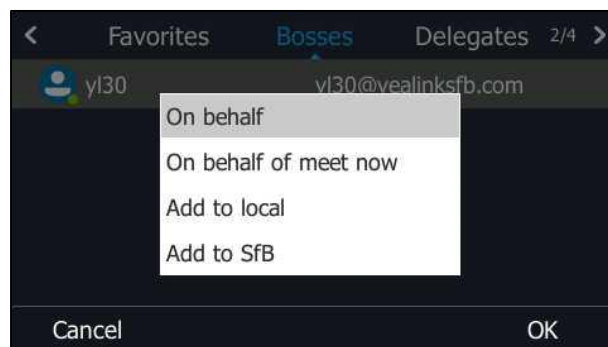 < Favorites Bosses Delegates 2/4 >
yl30 yl30@yealinksfb.com
On behalf
On behalf of meet now
Add to local
Add to SfB
Cancel OK